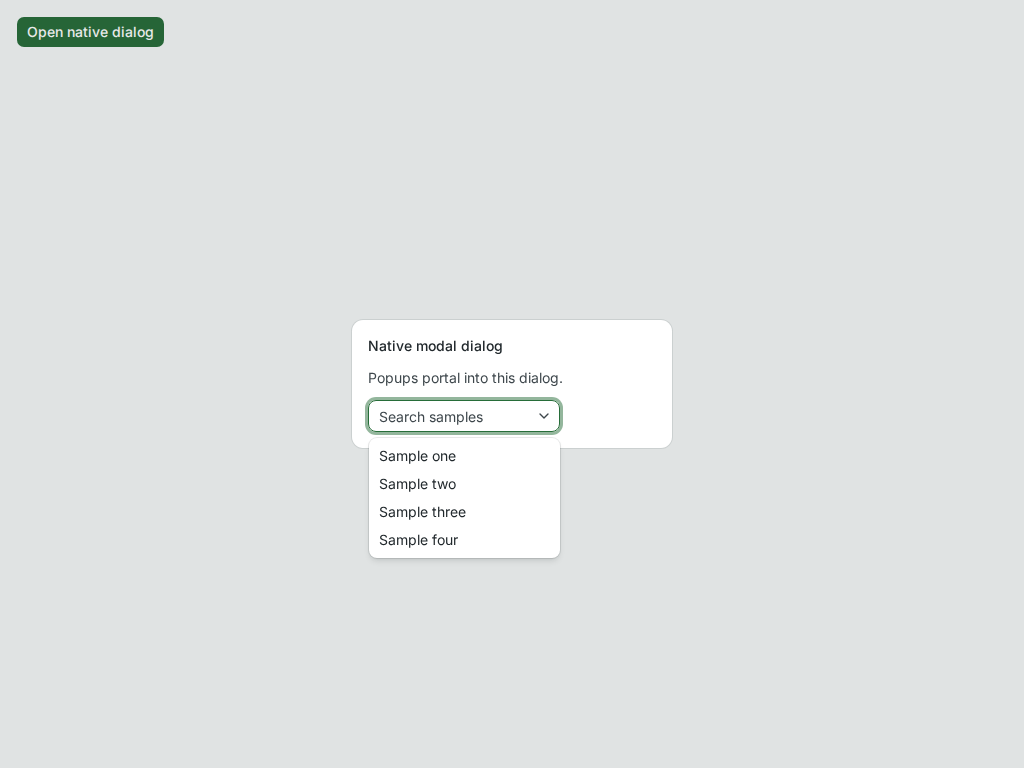 Open native dialog
Native modal dialog
Popups portal into this dialog.
Search samples
Sample one
Sample two
Sample three
Sample four